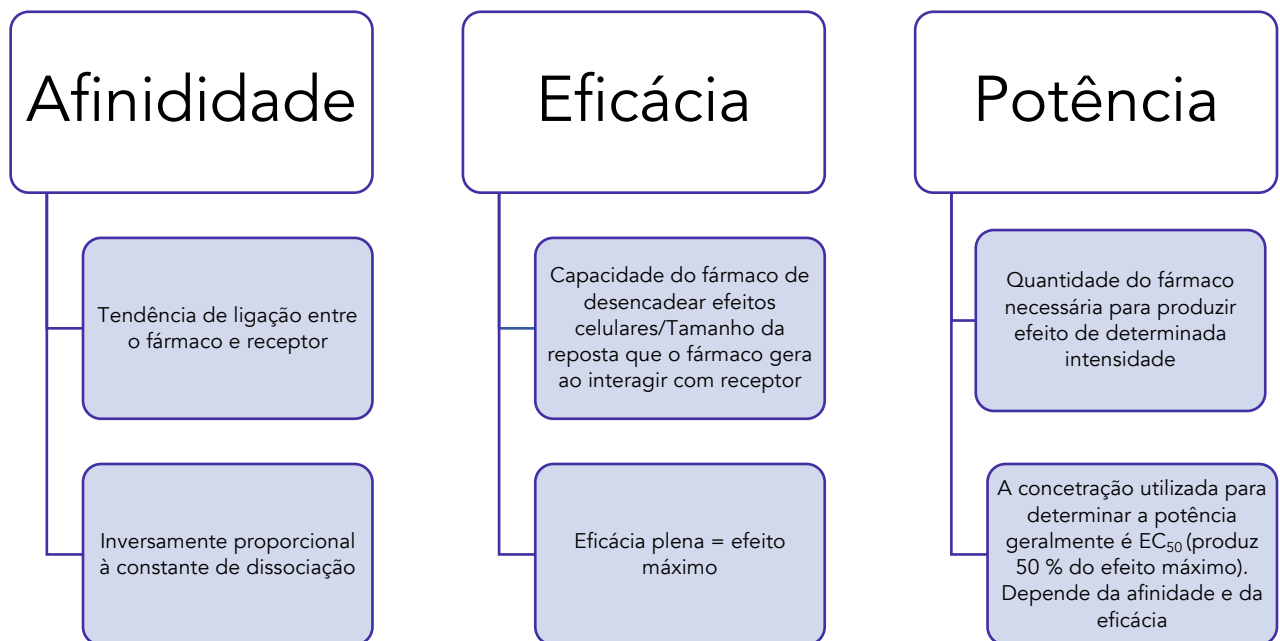 Afinididade
Tendência de ligação entre
o fármaco e receptor
Inversamente proporcional
à constante de dissociação
Eficácia
Capacidade do fármaco de
desencadear efeitos
celulares/Tamanho da
reposta que o fármaco gera
ao interagir com receptor
Eficácia plena = efeito
máximo
Potência
Quantidade do fármaco
necessária para produzir
efeito de determinada
intensidade
A concetração utilizada para
determinar a potência
geralmente é EC₅₀ (produz
50 % do efeito máximo).
Depende da afinidade e da
eficácia